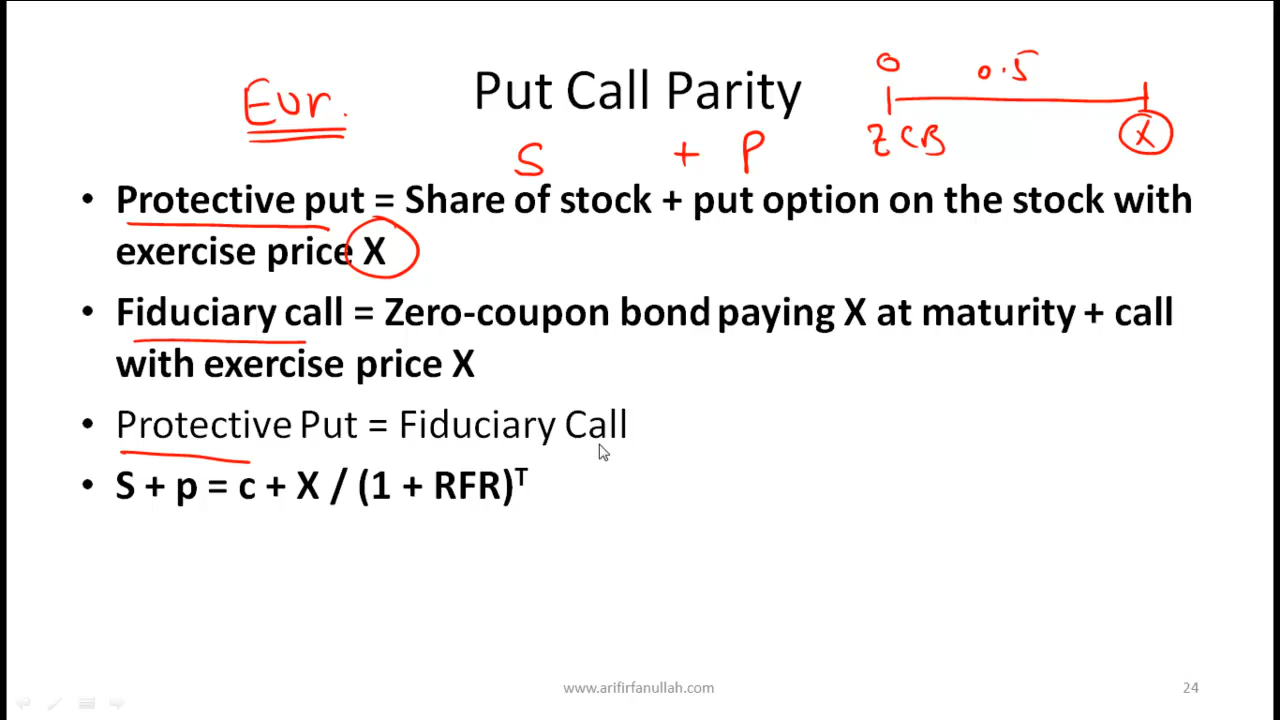 Eur.
Put Call Parity
0 0.5
ZCB X
S + P
• Protective put = Share of stock + put option on the stock with
exercise price X
• Fiduciary call = Zero-coupon bond paying X at maturity + call
with exercise price X
• Protective Put = Fiduciary Call
• S + p = c + X / (1 + RFR)ᵀ
www.arifirfanullah.com 24